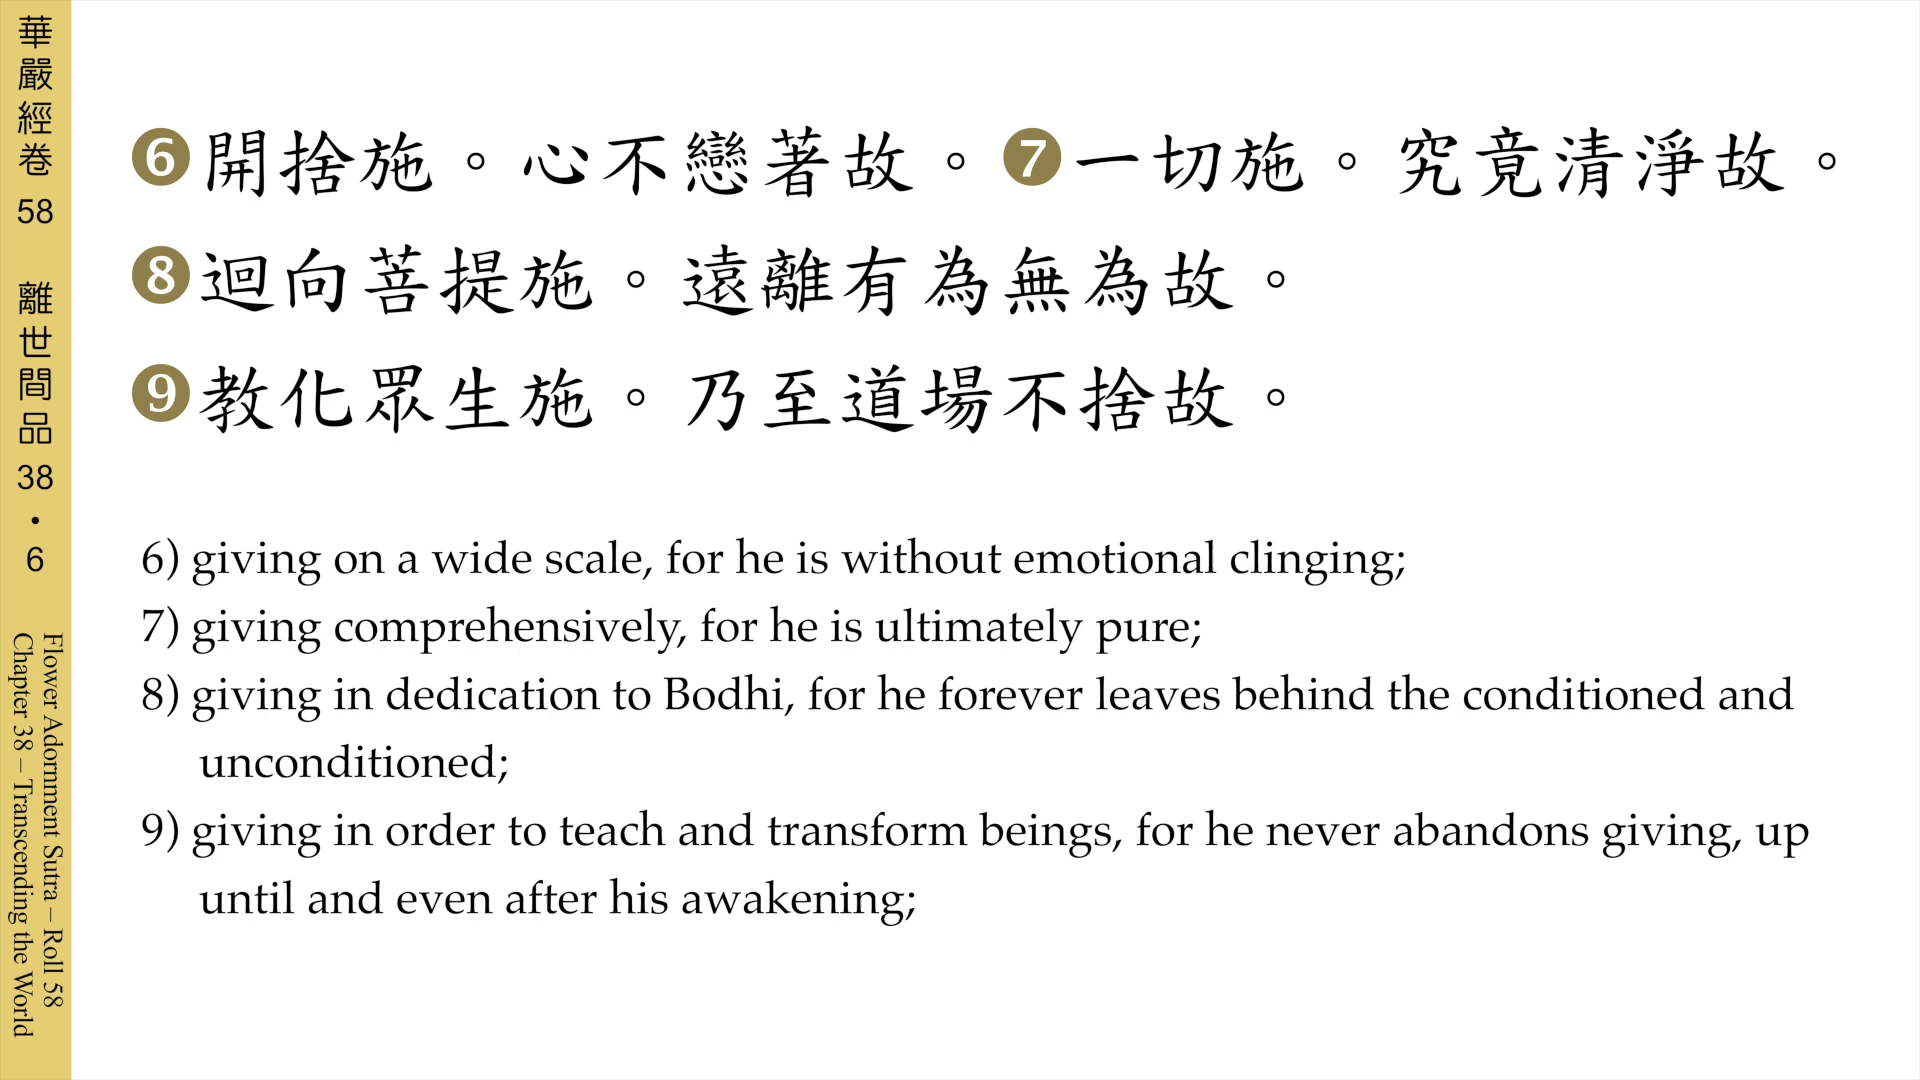 華嚴經卷58 離世間品38・6
Flower Adornment Sutra – Roll 58
Chapter 38 – Transcending the World
❻開捨施。心不戀著故。❼一切施。究竟清淨故。
❽迴向菩提施。遠離有為無為故。
❾教化眾生施。乃至道場不捨故。
6) giving on a wide scale, for he is without emotional clinging;
7) giving comprehensively, for he is ultimately pure;
8) giving in dedication to Bodhi, for he forever leaves behind the conditioned and
unconditioned;
9) giving in order to teach and transform beings, for he never abandons giving, up
until and even after his awakening;